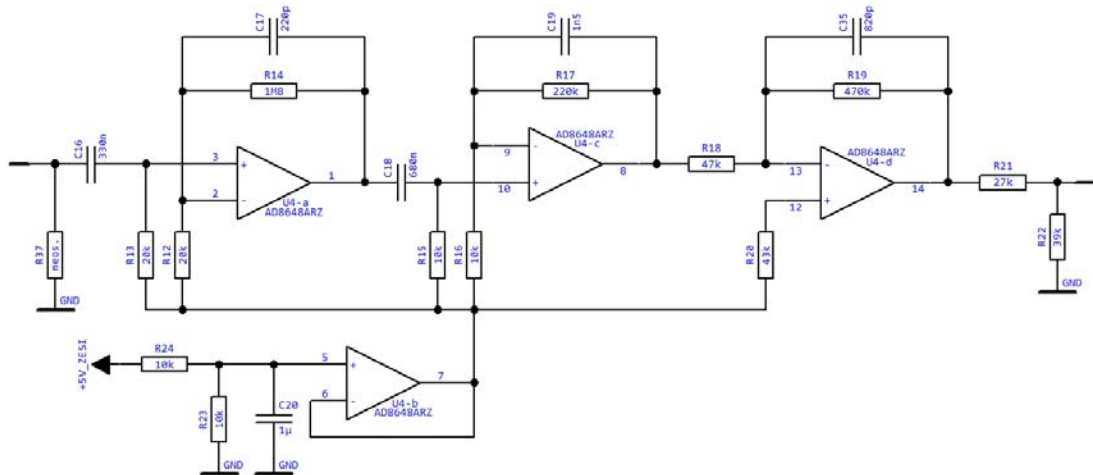 C17
220p
R14
1M8
C16
330n
3
+
2
-
1
U4-a
AD8648ARZ
R37
neos.
GND
R13
20k
R12
20k
C18
680n
C19
1n5
R17
220k
9
-
10
+
8
AD8648ARZ
U4-c
R15
10k
R16
10k
R18
47k
C35
820p
R19
470k
13
-
12
+
14
AD8648ARZ
U4-d
R20
43k
R21
27k
R22
39k
GND
+5V_ZESI
R24
10k
R23
10k
GND
C20
1µ
GND
5
+
6
-
7
U4-b
AD8648ARZ